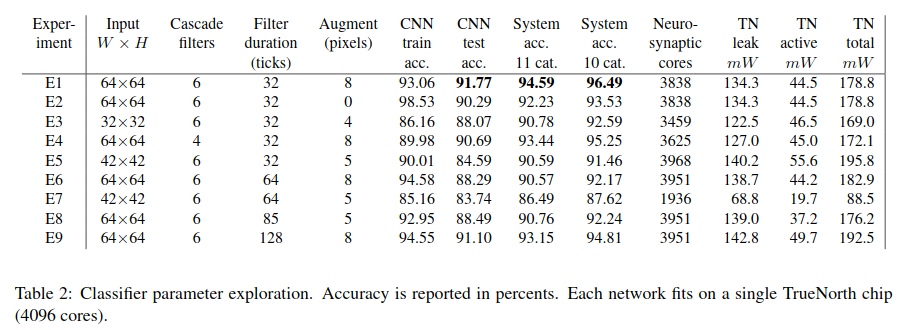 Exper- Input Cascade Filter Augment CNN CNN System System Neuro- TN TN TN
iment W × H filters duration (pixels) train test acc. acc. synaptic leak active total
(ticks) acc. acc. 11 cat. 10 cat. cores mW mW mW
E1 64×64 6 32 8 93.06 91.77 94.59 96.49 3838 134.3 44.5 178.8
E2 64×64 6 32 0 98.53 90.29 92.23 93.53 3838 134.3 44.5 178.8
E3 32×32 6 32 4 86.16 88.07 90.78 92.59 3459 122.5 46.5 169.0
E4 64×64 4 32 8 89.98 90.69 93.44 95.25 3625 127.0 45.0 172.1
E5 42×42 6 32 5 90.01 84.59 90.59 91.46 3968 140.2 55.6 195.8
E6 64×64 6 64 8 94.58 88.29 90.57 92.17 3951 138.7 44.2 182.9
E7 42×42 6 64 5 85.16 83.74 86.49 87.62 1936 68.8 19.7 88.5
E8 64×64 6 85 5 92.95 88.49 90.76 92.24 3951 139.0 37.2 176.2
E9 64×64 6 128 8 94.55 91.10 93.15 94.81 3951 142.8 49.7 192.5
Table 2: Classifier parameter exploration. Accuracy is reported in percents. Each network fits on a single TrueNorth chip
(4096 cores).